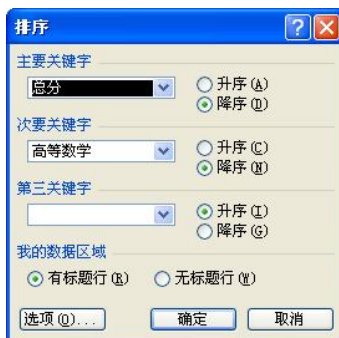 排序
主要关键字
总分
升序(A)
降序(D)
次要关键字
高等数学
升序(C)
降序(N)
第三关键字
升序(I)
降序(G)
我的数据区域
有标题行(R) 无标题行(W)
选项(O)... 确定 取消